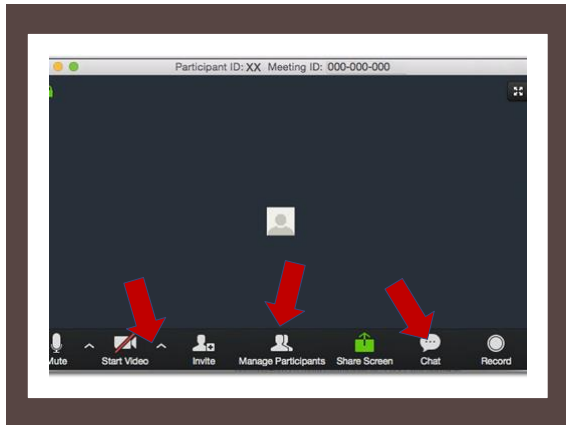 Participant ID: XX Meeting ID: 000-000-000
Mute Start Video Invite Manage Participants Share Screen Chat Record